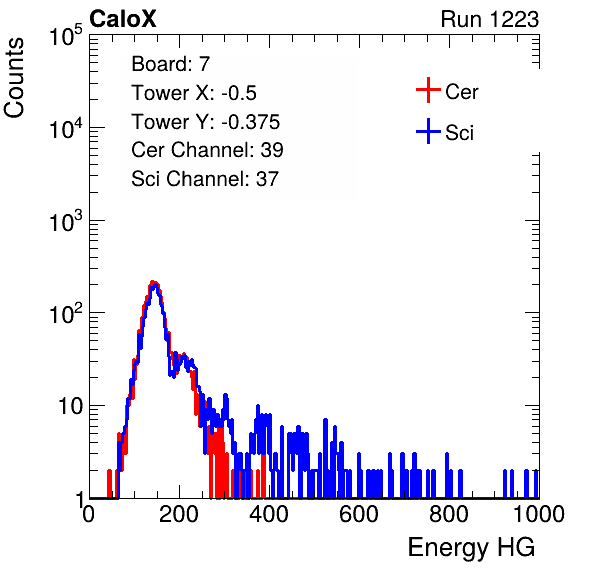 CaloX Run 1223
Counts
10^5
10^4
10^3
10^2
10
1
Board: 7
Tower X: -0.5
Tower Y: -0.375
Cer Channel: 39
Sci Channel: 37
Cer
Sci
0 200 400 600 800 1000
Energy HG